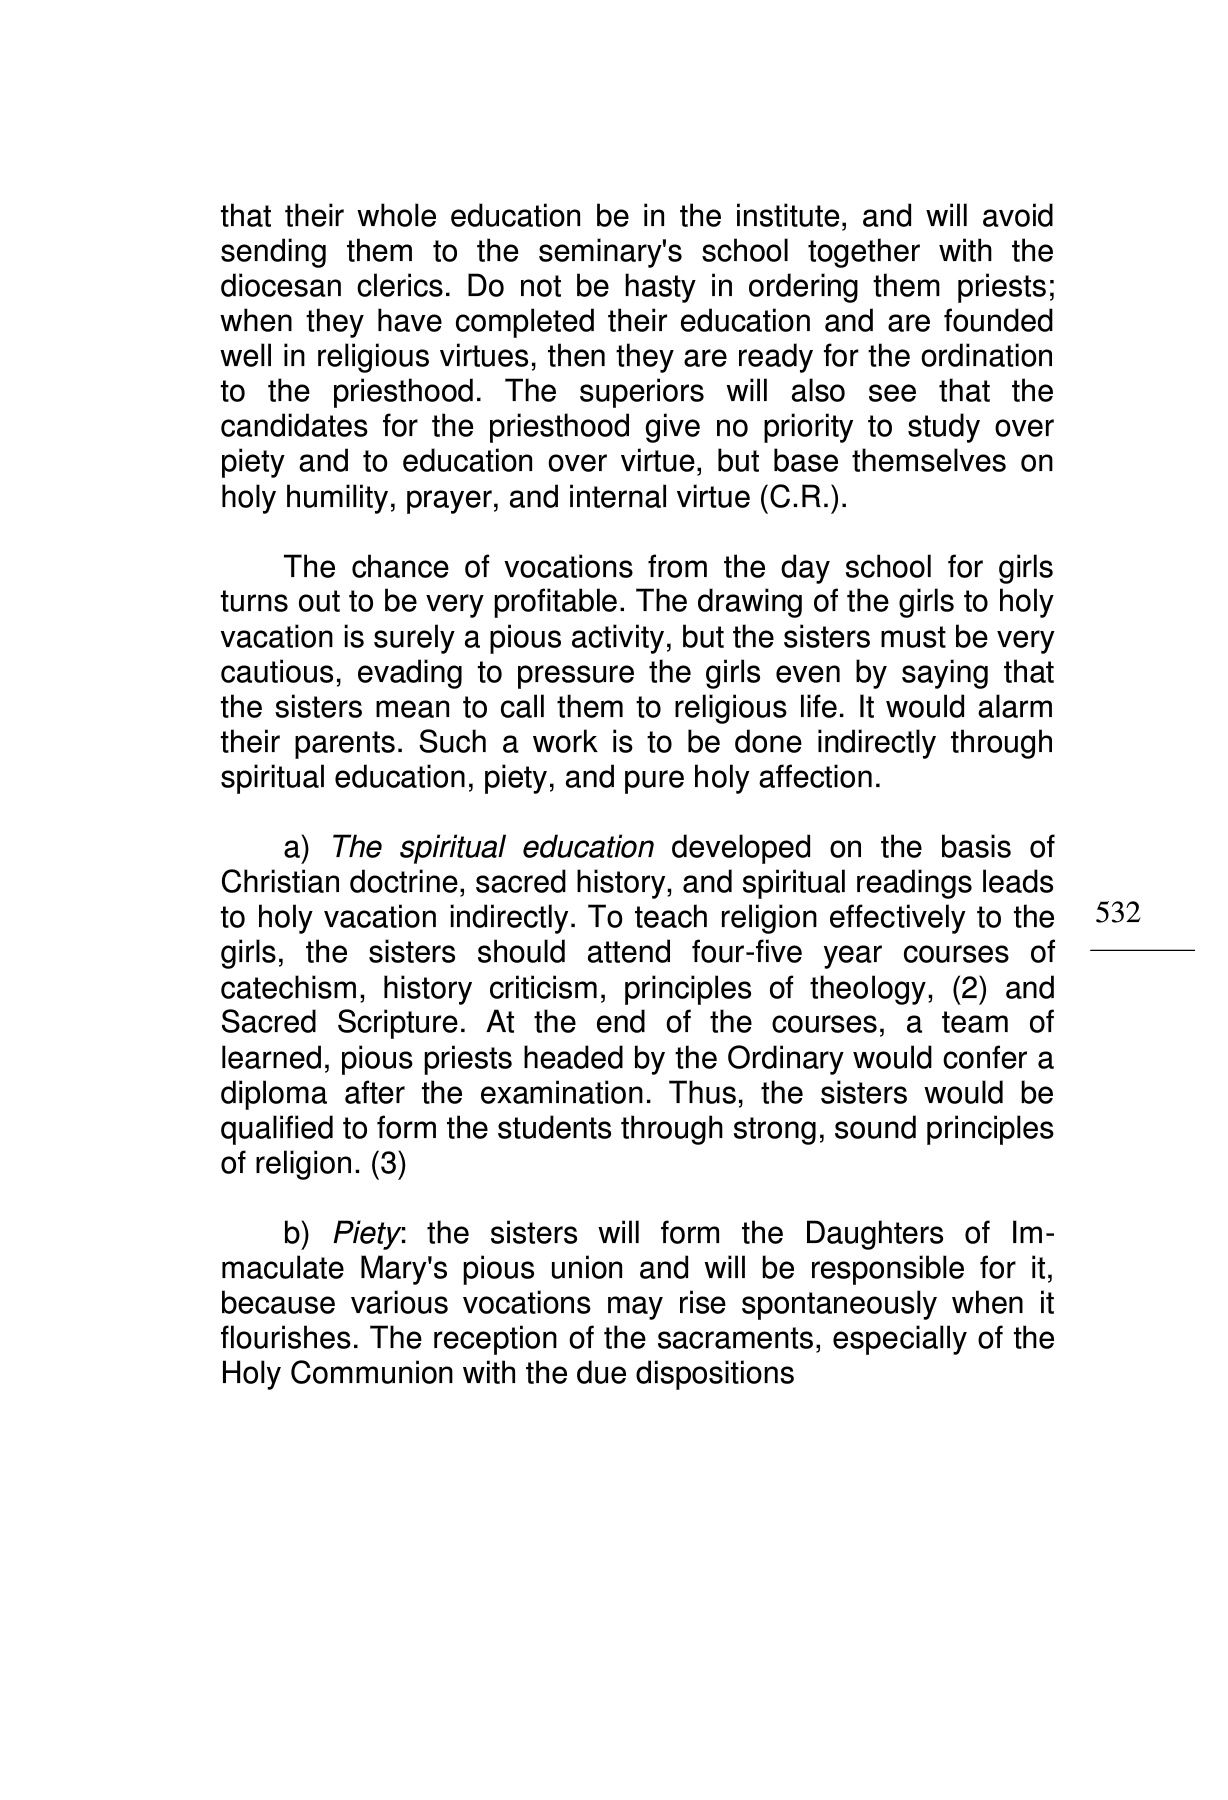 that their whole education be in the institute, and will avoid
sending them to the seminary's school together with the
diocesan clerics. Do not be hasty in ordering them priests;
when they have completed their education and are founded
well in religious virtues, then they are ready for the ordination
to the priesthood. The superiors will also see that the
candidates for the priesthood give no priority to study over
piety and to education over virtue, but base themselves on
holy humility, prayer, and internal virtue (C.R.).
The chance of vocations from the day school for girls
turns out to be very profitable. The drawing of the girls to holy
vacation is surely a pious activity, but the sisters must be very
cautious, evading to pressure the girls even by saying that
the sisters mean to call them to religious life. It would alarm
their parents. Such a work is to be done indirectly through
spiritual education, piety, and pure holy affection.
a) The spiritual education developed on the basis of
Christian doctrine, sacred history, and spiritual readings leads
to holy vacation indirectly. To teach religion effectively to the
girls, the sisters should attend four-five year courses of
catechism, history criticism, principles of theology, (2) and
Sacred Scripture. At the end of the courses, a team of
learned, pious priests headed by the Ordinary would confer a
diploma after the examination. Thus, the sisters would be
qualified to form the students through strong, sound principles
of religion. (3)
b) Piety: the sisters will form the Daughters of Im-
maculate Mary's pious union and will be responsible for it,
because various vocations may rise spontaneously when it
flourishes. The reception of the sacraments, especially of the
Holy Communion with the due dispositions
532